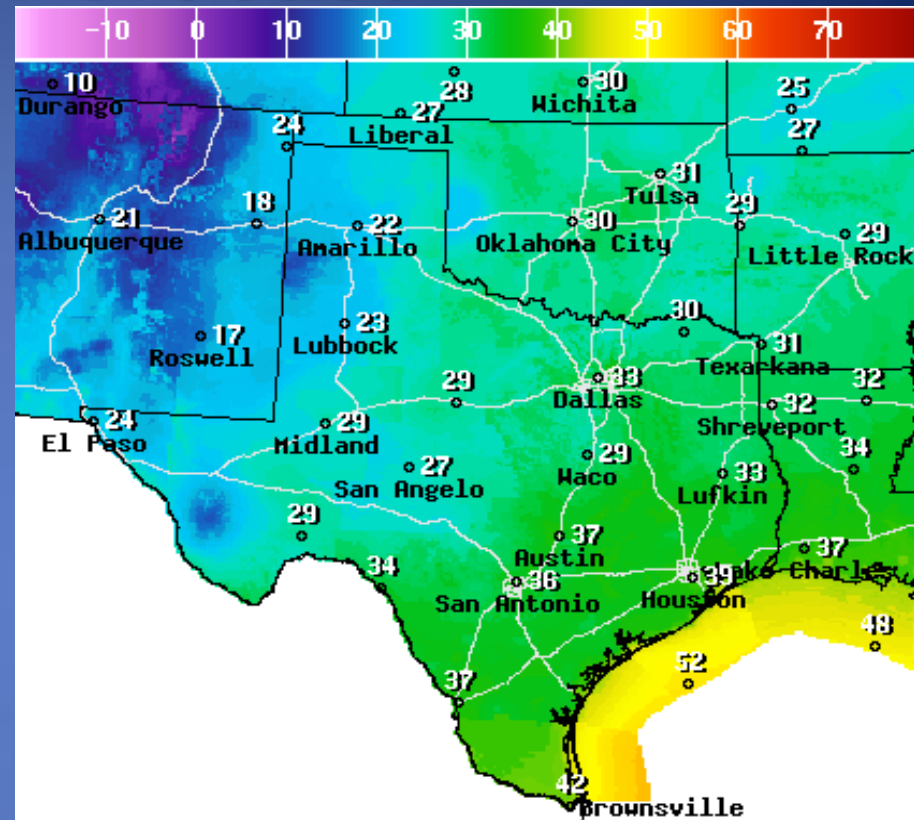 -10 0 10 20 30 40 50 60 70
10
Durango
28
30
Wichita
25
27
Liberal
24
27
31
Tulsa
21
Albuquerque
18
22
Amarillo
30
Oklahoma City
29
29
Little Rock
17
Roswell
23
Lubbock
30
31
Texarkana
33
Dallas
29
32
Shreveport
32
24
El Paso
29
Midland
27
San Angelo
29
Waco
33
Lufkin
34
29
37
Austin
37
Lake Charles
34
36
San Antonio
39
Houston
48
52
37
42
Brownsville